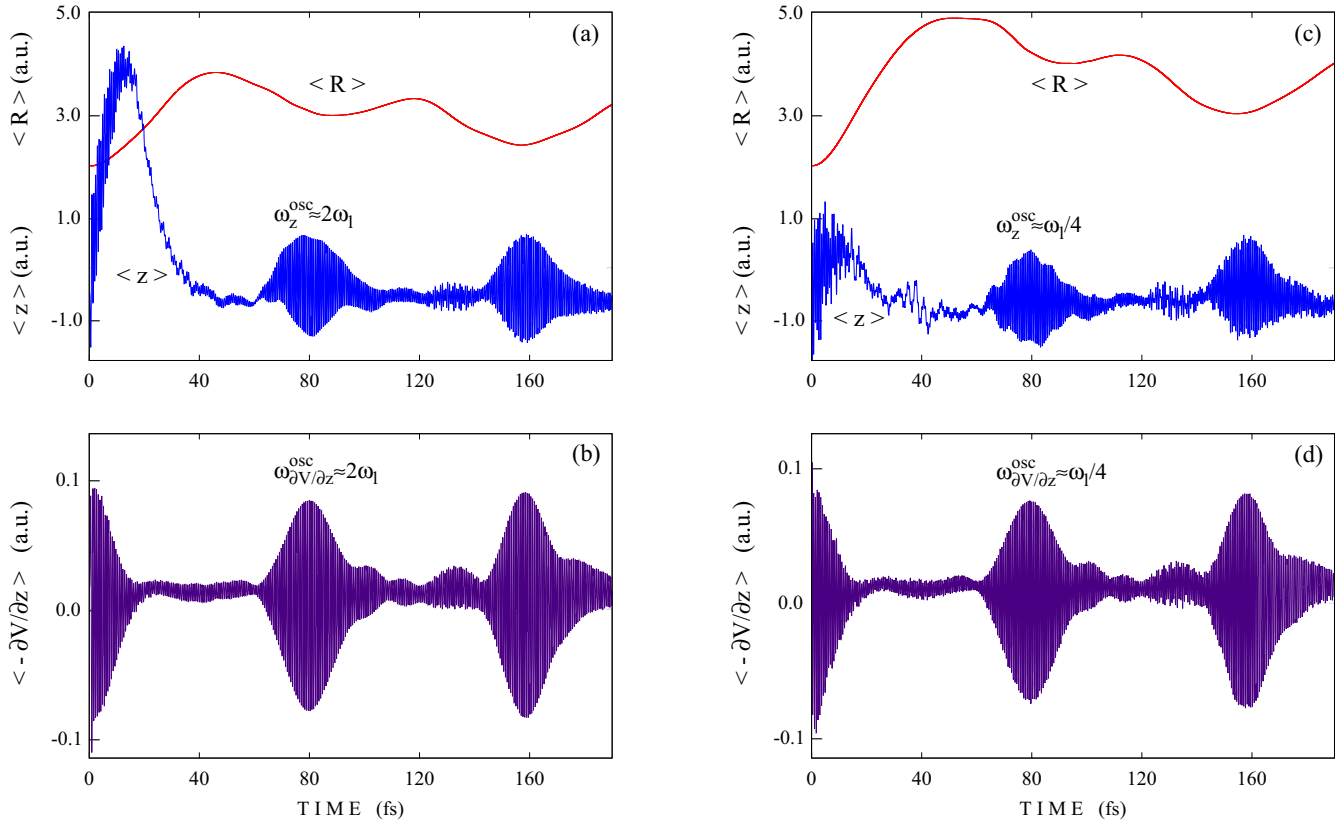 (a)
5.0
3.0
1.0
-1.0
< R > (a.u.)
< z > (a.u.)
< R >
ω_z^osc≈2ω_l
< z >
0 40 80 120 160
(c)
5.0
3.0
1.0
-1.0
< R > (a.u.)
< z > (a.u.)
< R >
ω_z^osc≈ω_l/4
< z >
0 40 80 120 160
(b)
0.1
0.0
-0.1
< - ∂V/∂z > (a.u.)
ω_∂V/∂z^osc≈2ω_l
0 40 80 120 160
TIME (fs)
(d)
0.1
0.0
-0.1
< - ∂V/∂z > (a.u.)
ω_∂V/∂z^osc≈ω_l/4
0 40 80 120 160
TIME (fs)